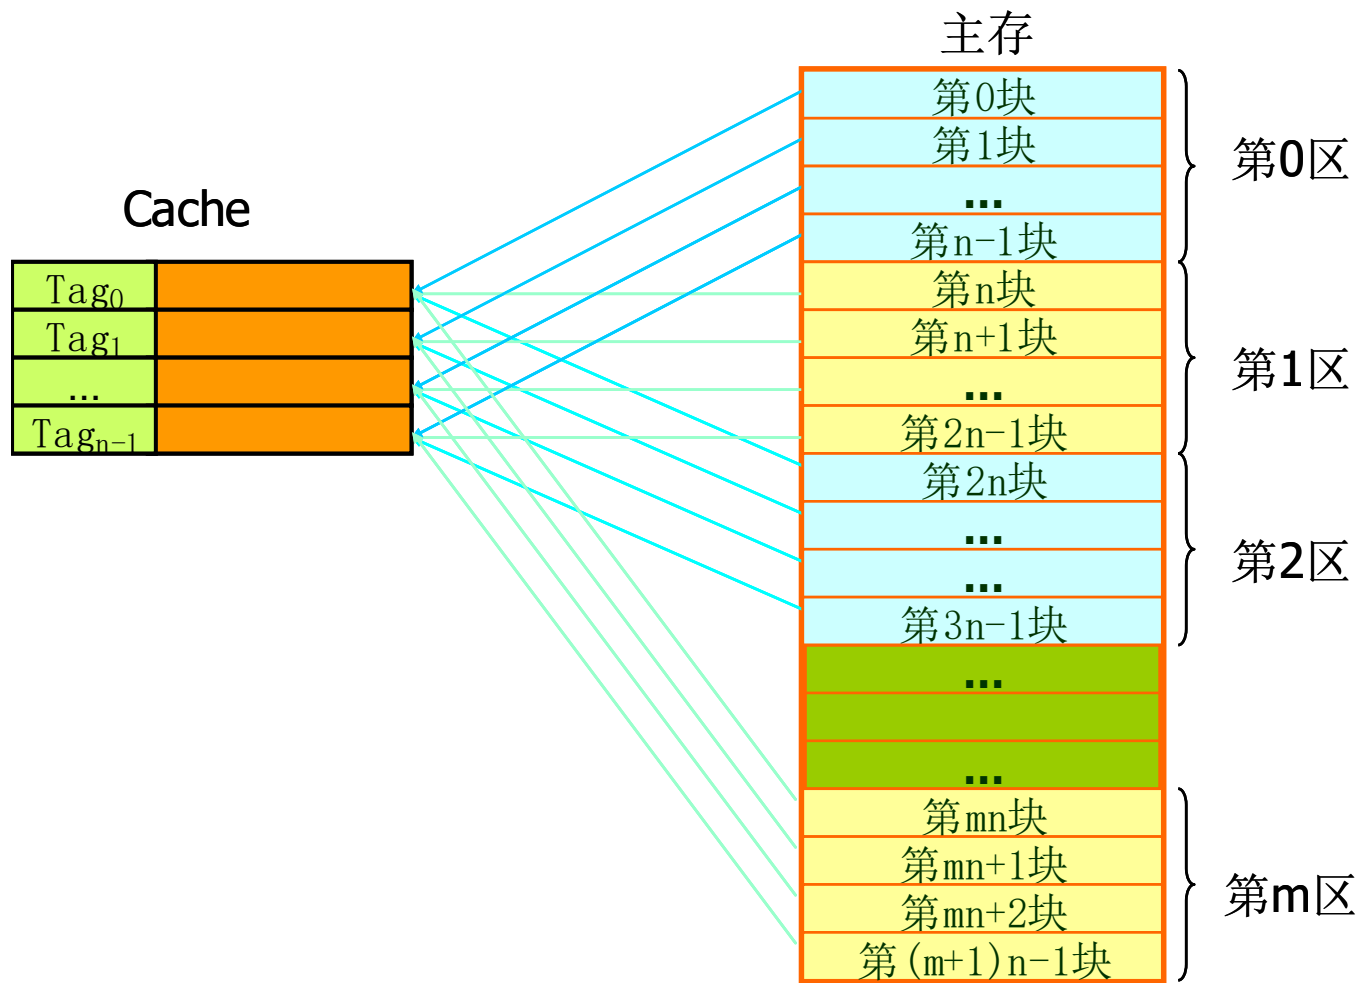 主存
第0块
第1块
...
第n-1块
第n块
第n+1块
...
第2n-1块
第2n块
...
...
第3n-1块
...
...
第mn块
第mn+1块
第mn+2块
第(m+1)n-1块
第0区
第1区
第2区
第m区
Cache
Tag0
Tag1
...
Tagn-1